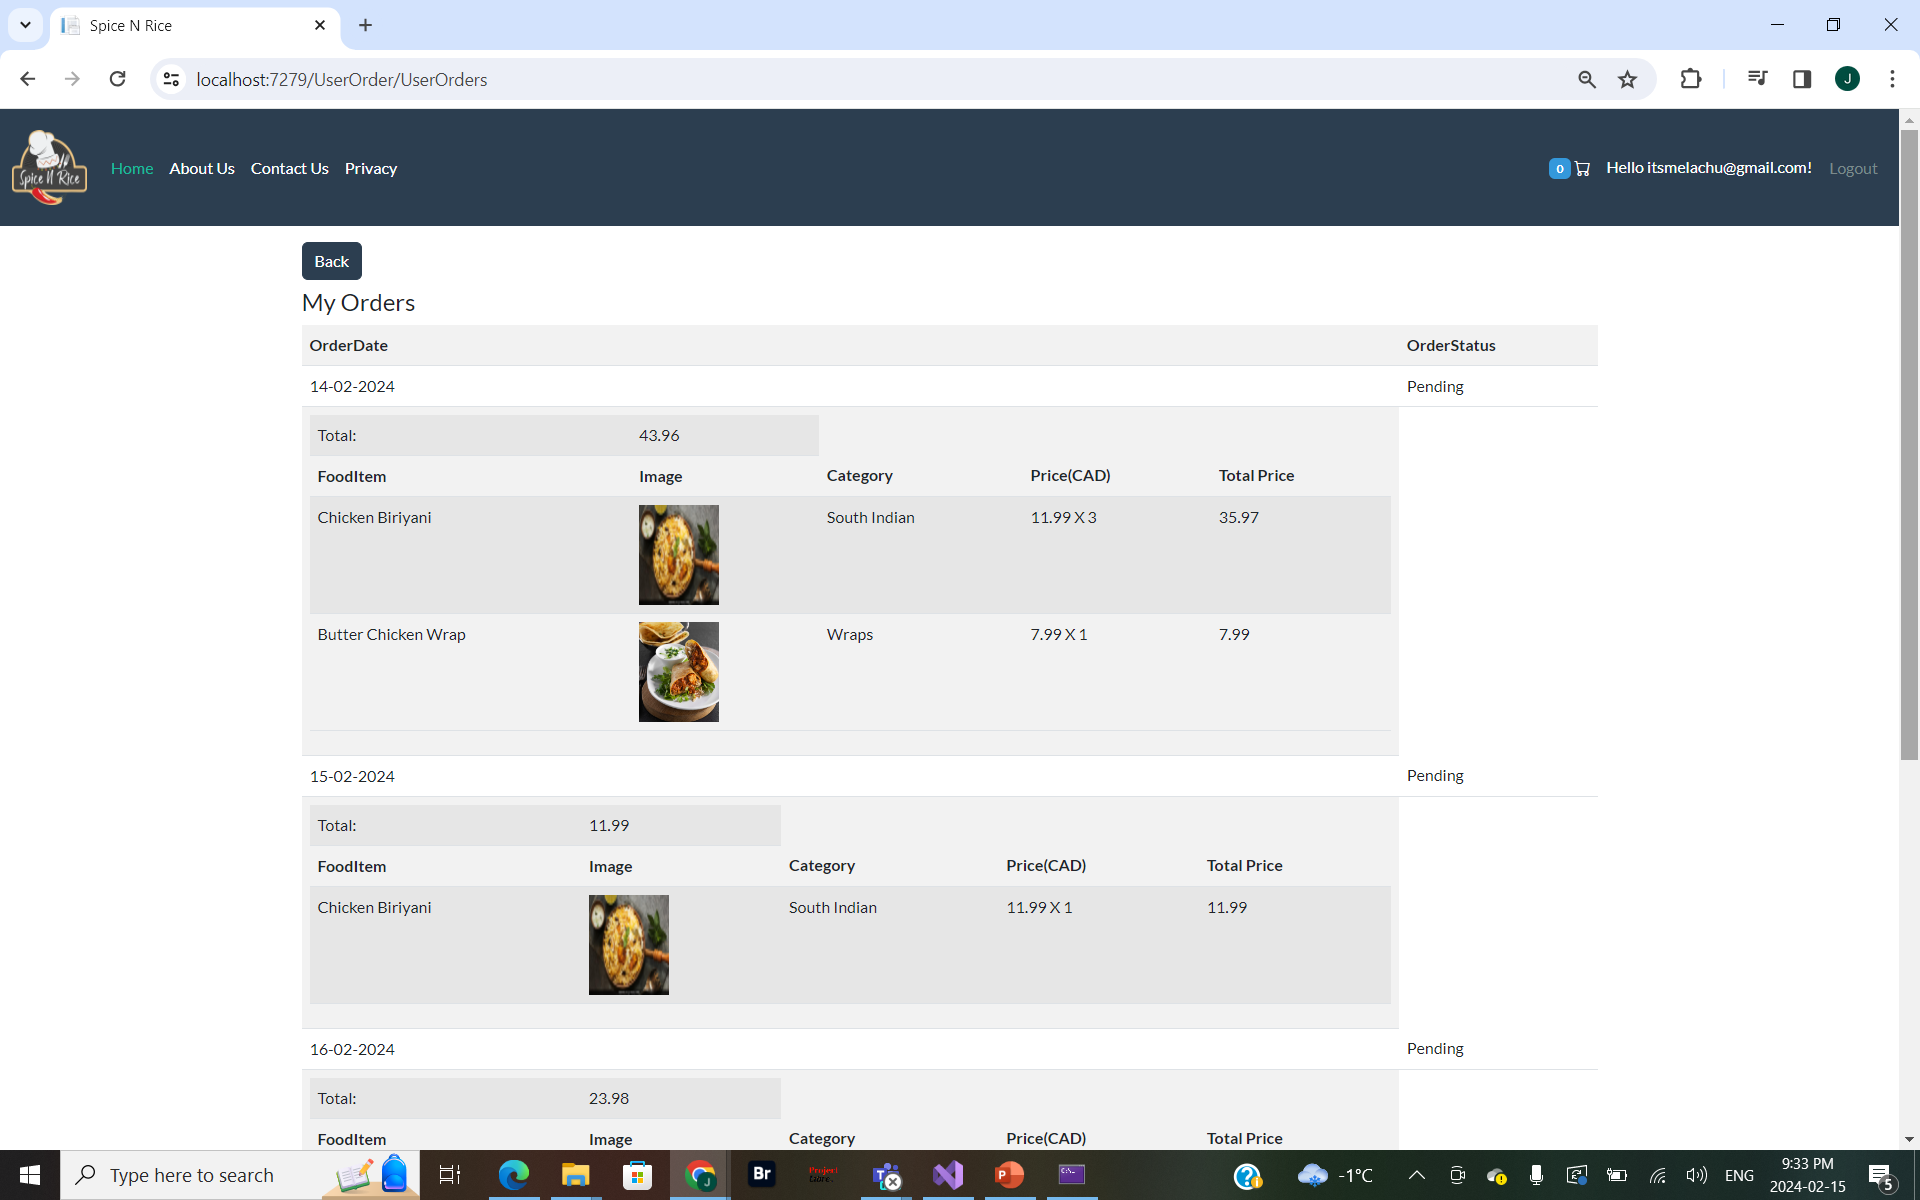 Spice N Rice
localhost:7279/UserOrder/UserOrders
J
Spice N Rice
Home About Us Contact Us Privacy
0 Hello itsmelachu@gmail.com! Logout
Back
My Orders
OrderDate OrderStatus
14-02-2024 Pending
Total: 43.96
FoodItem Image Category Price(CAD) Total Price
Chicken Biriyani South Indian 11.99 X 3 35.97
Butter Chicken Wrap Wraps 7.99 X 1 7.99
15-02-2024 Pending
Total: 11.99
FoodItem Image Category Price(CAD) Total Price
Chicken Biriyani South Indian 11.99 X 1 11.99
16-02-2024 Pending
Total: 23.98
FoodItem Image Category Price(CAD) Total Price
Type here to search
Br
Project
Libre
-1°C
ENG
9:33 PM
2024-02-15
5